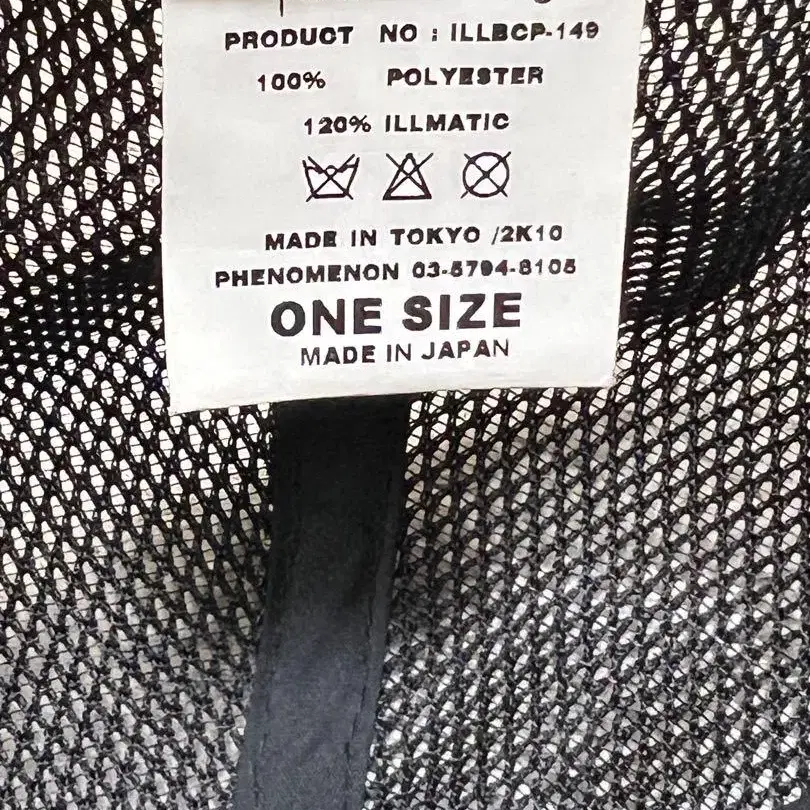 PRODUCT NO : ILLBCP-149
100% POLYESTER
120% ILLMATIC
MADE IN TOKYO /2K10
PHENOMENON 03-5794-8105
ONE SIZE
MADE IN JAPAN